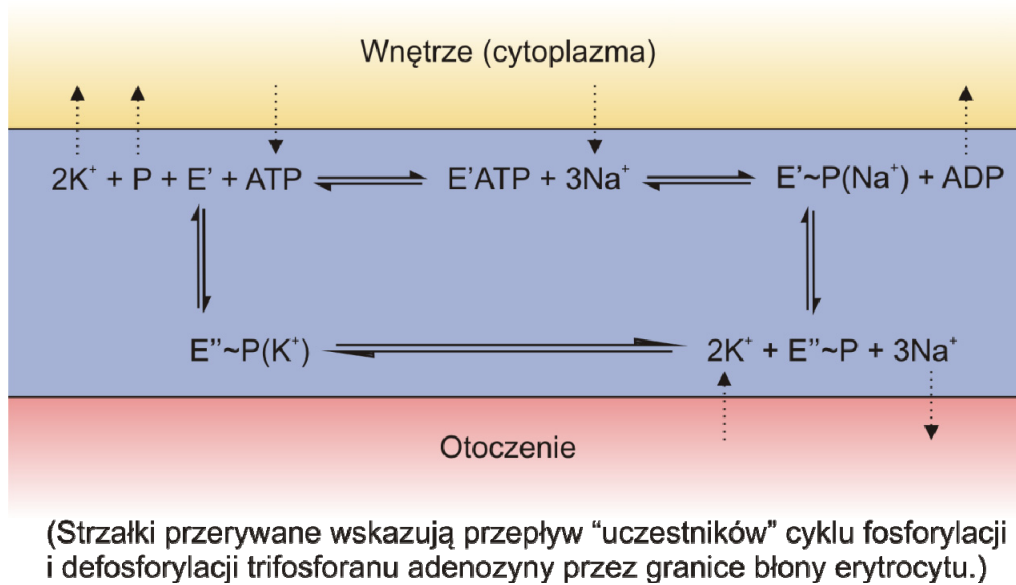 Wnętrze (cytoplazma)
2K⁺ + P + E' + ATP E'ATP + 3Na⁺ E'~P(Na⁺) + ADP
E''~P(K⁺) 2K⁺ + E''~P + 3Na⁺
Otoczenie
(Strzałki przerywane wskazują przepływ “uczestników” cyklu fosforylacji
i defosforylacji trifosforanu adenozyny przez granice błony erytrocytu.)